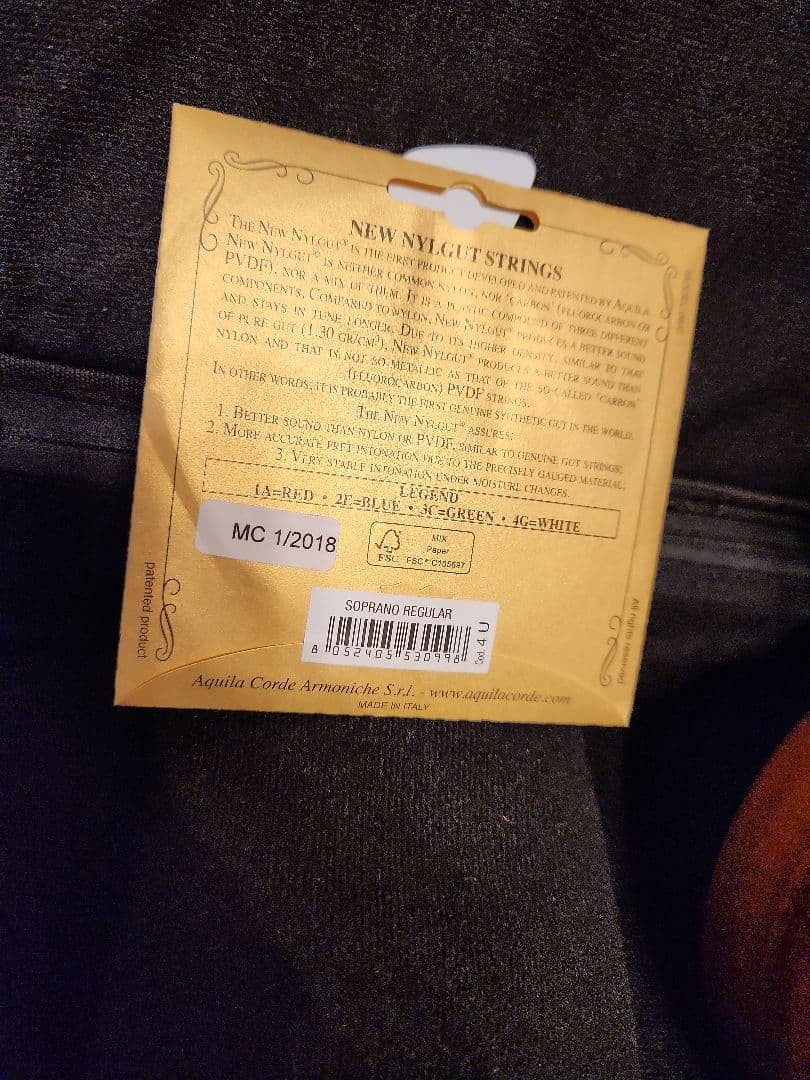 NEW NYLGUT STRINGS
THE NEW NYLGUT® IS THE FIRST PRODUCT DEVELOPED AND PATENTED BY AQUILA.
NEW NYLGUT® IS NEITHER COMMON NYLON, NOR "CARBON" (FLUOROCARBON OR
PVDF), NOR A MIX OF THEM. IT IS A PLASTIC COMPOUND OF THREE DIFFERENT
COMPONENTS. COMPARED TO NYLON, NEW NYLGUT® PRODUCES A BETTER SOUND
AND STAYS IN TUNE LONGER. DUE TO ITS HIGHER DENSITY, SIMILAR TO THAT
OF PURE GUT (1.30 GR/CM³), NEW NYLGUT® PRODUCES A BETTER SOUND THAN
NYLON AND THAT IS NOT SO METALLIC AS THAT OF THE SO-CALLED "CARBON"
(FLUOROCARBON) PVDF STRINGS.
IN OTHER WORDS, IT IS PROBABLY THE FIRST GENUINE SYNTHETIC GUT IN THE WORLD.
THE NEW NYLGUT® ASSURES:
1. BETTER SOUND THAN NYLON OR PVDF, SIMILAR TO GENUINE GUT STRINGS.
2. MORE ACCURATE FRET INTONATION DUE TO THE PRECISELY GAUGED MATERIAL.
3. VERY STABLE INTONATION UNDER MOISTURE CHANGES.
LEGEND
1A=RED • 2E=BLUE • 3C=GREEN • 4G=WHITE
MC 1/2018
FSC
MIX
Paper
FSC® C105697
SOPRANO REGULAR
8 052405 530998
Cod. 4 U
patented product
All rights reserved
Aquila Corde Armoniche S.r.l. - www.aquilacorde.com
MADE IN ITALY